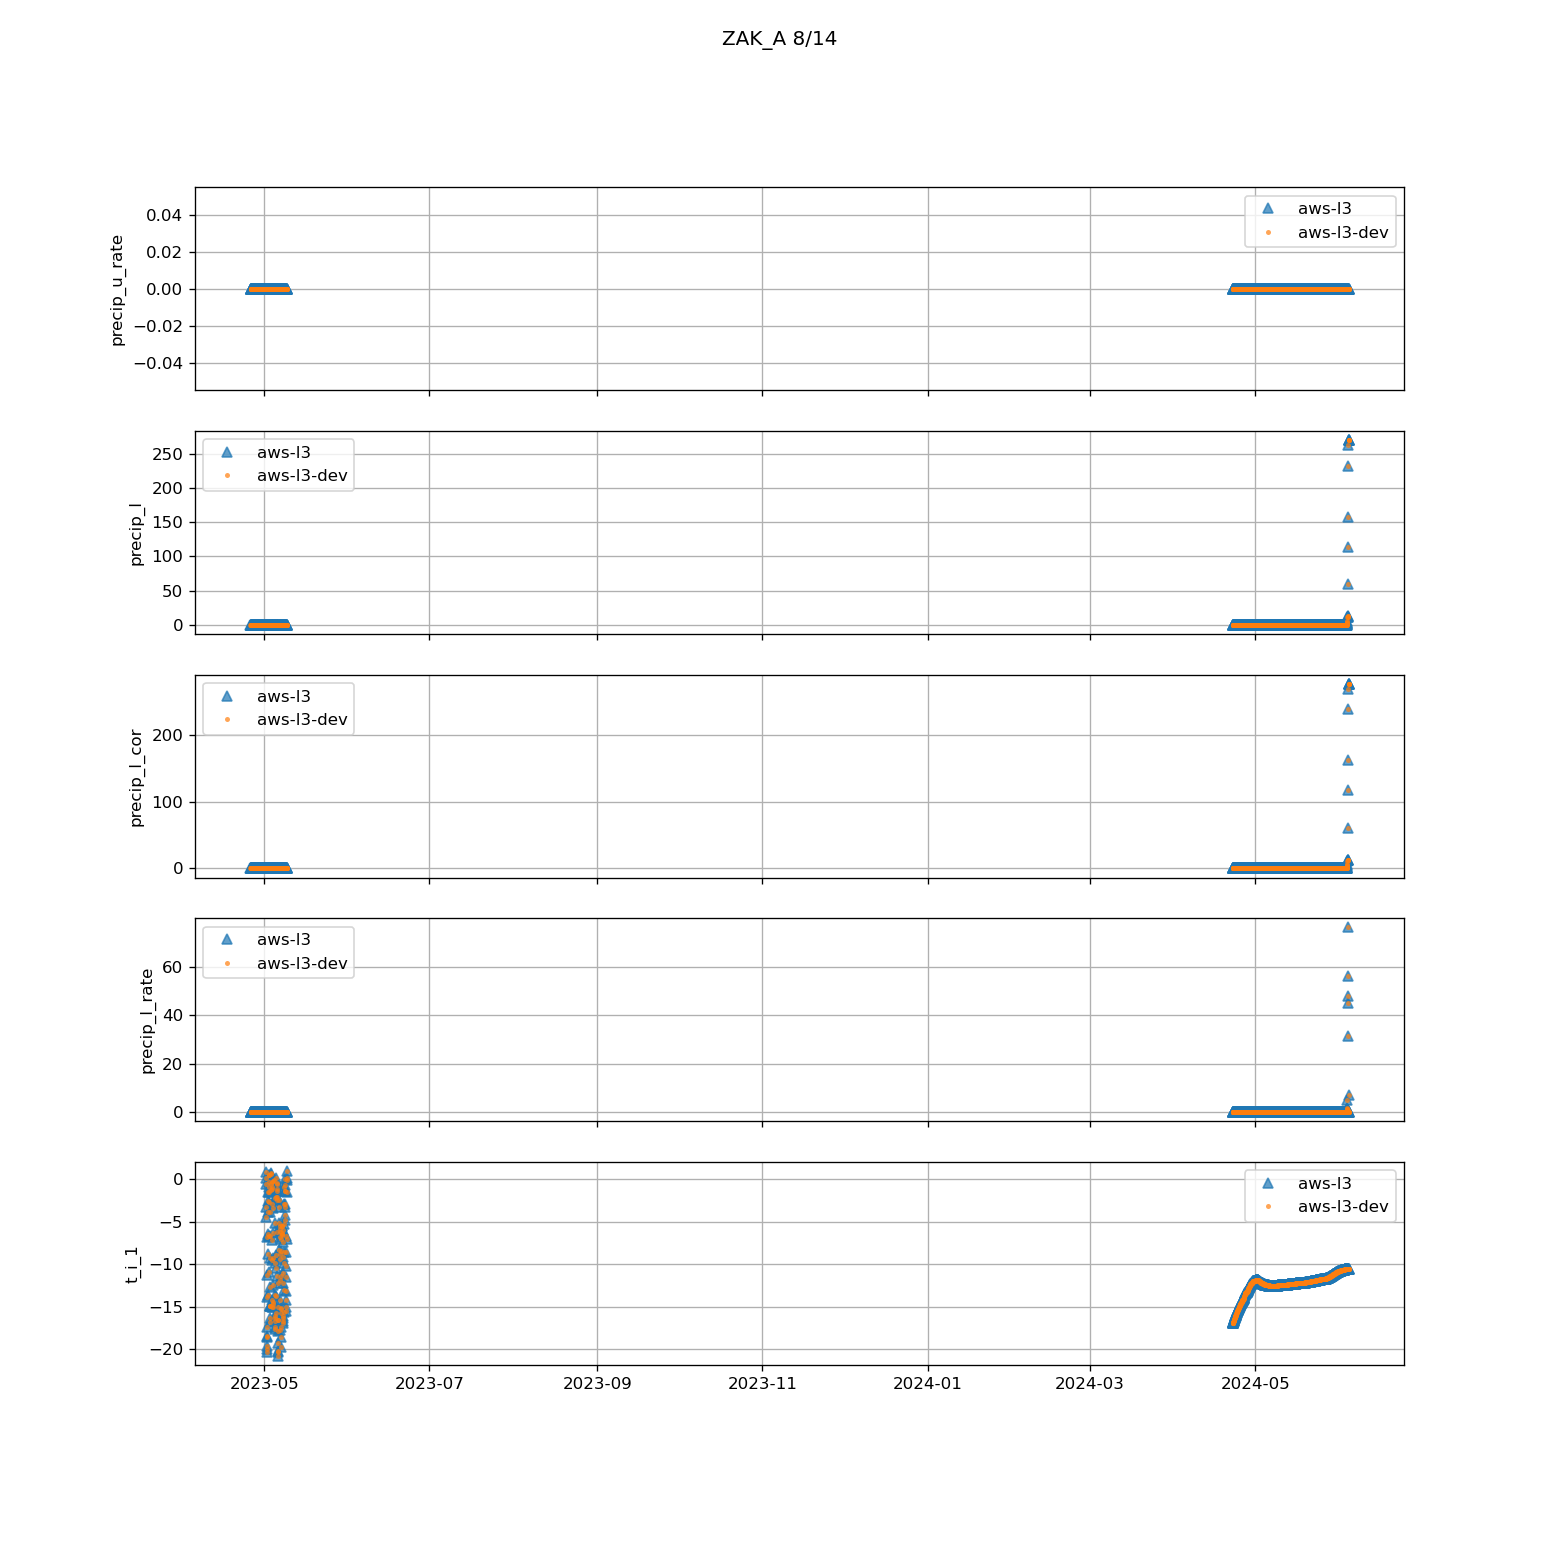 ZAK_A 8/14
precip_u_rate
0.04
0.02
0.00
−0.02
−0.04
aws-l3
aws-l3-dev
precip_l
250
200
150
100
50
0
aws-l3
aws-l3-dev
precip_l_cor
200
100
0
aws-l3
aws-l3-dev
precip_l_rate
60
40
20
0
aws-l3
aws-l3-dev
t_i_1
0
−5
−10
−15
−20
aws-l3
aws-l3-dev
2023-05 2023-07 2023-09 2023-11 2024-01 2024-03 2024-05